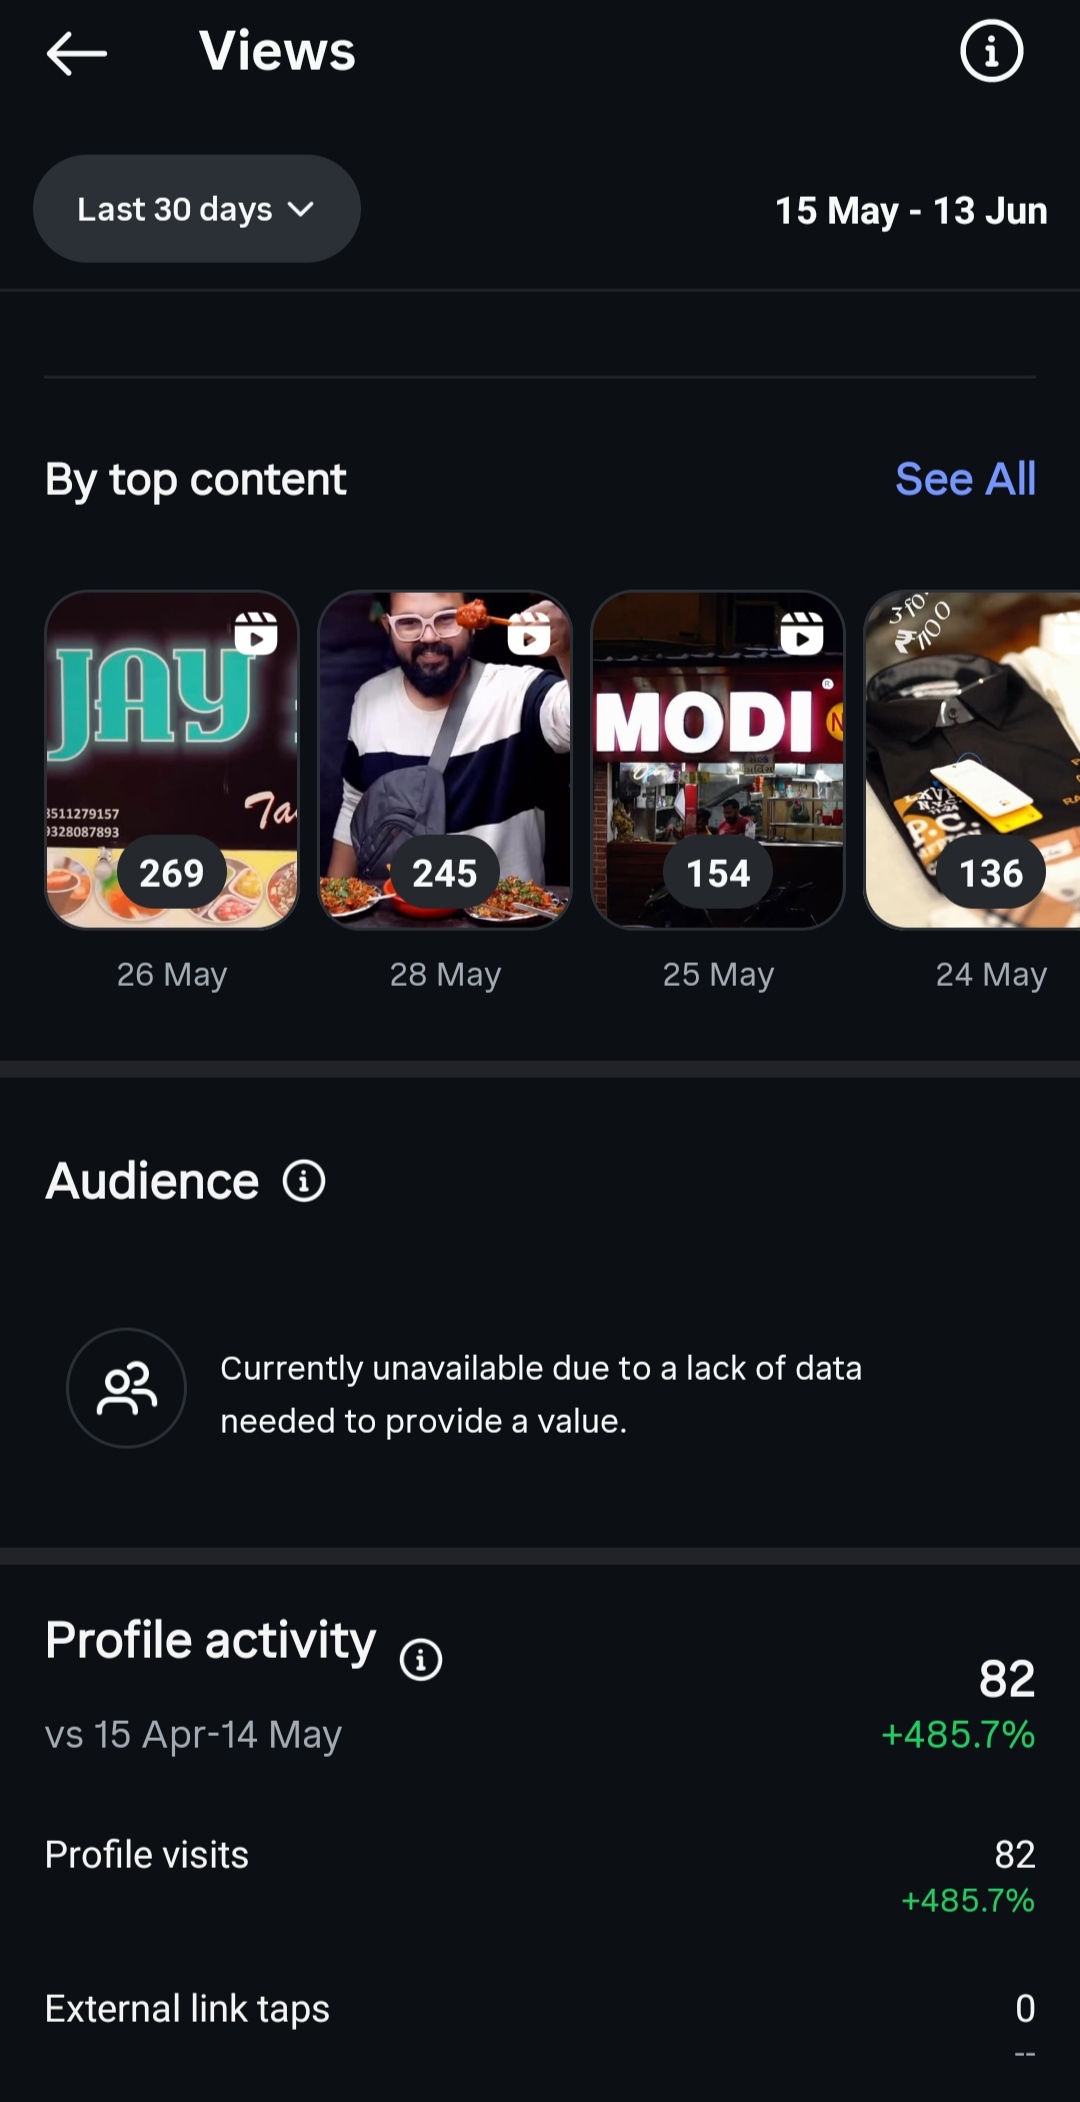 Views
Last 30 days
15 May - 13 Jun
By top content
See All
JAY
3511279157
9328087893
269
26 May
245
28 May
MODI
154
25 May
₹1100
136
24 May
Audience
Currently unavailable due to a lack of data
needed to provide a value.
Profile activity
82
vs 15 Apr-14 May
+485.7%
Profile visits
82
+485.7%
External link taps
0
--